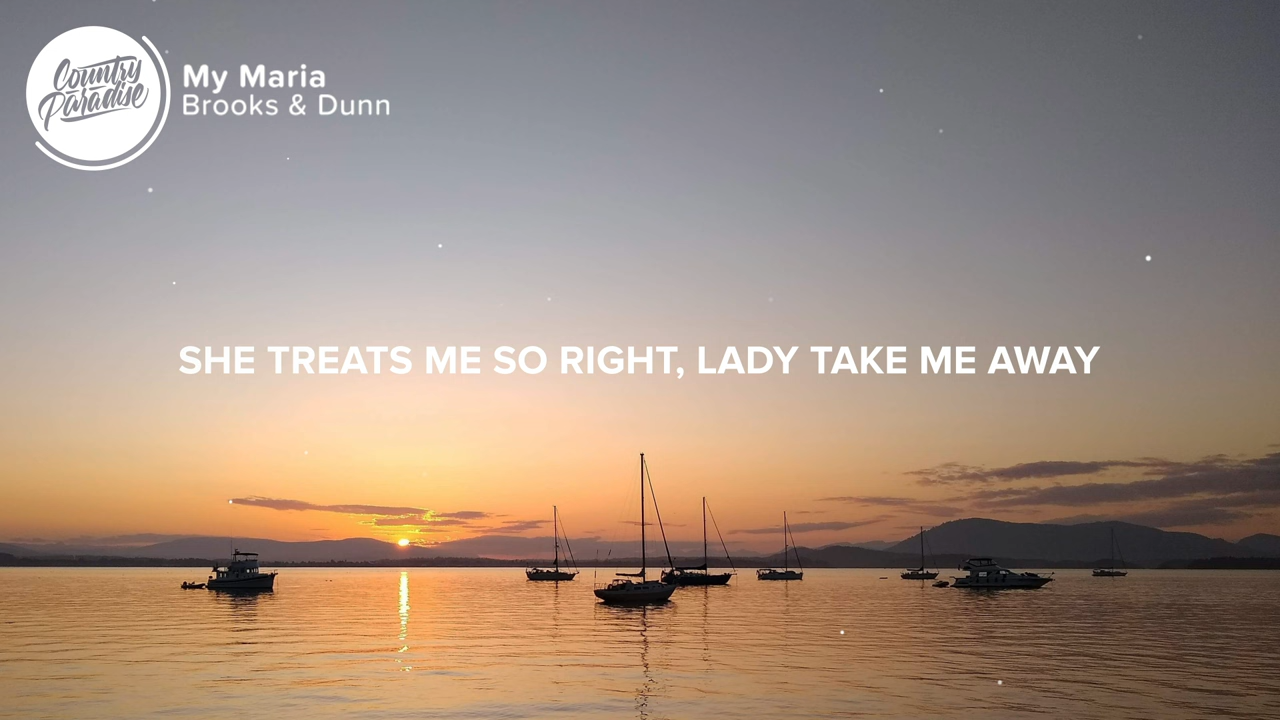 Country
Paradise
My Maria
Brooks & Dunn
SHE TREATS ME SO RIGHT, LADY TAKE ME AWAY